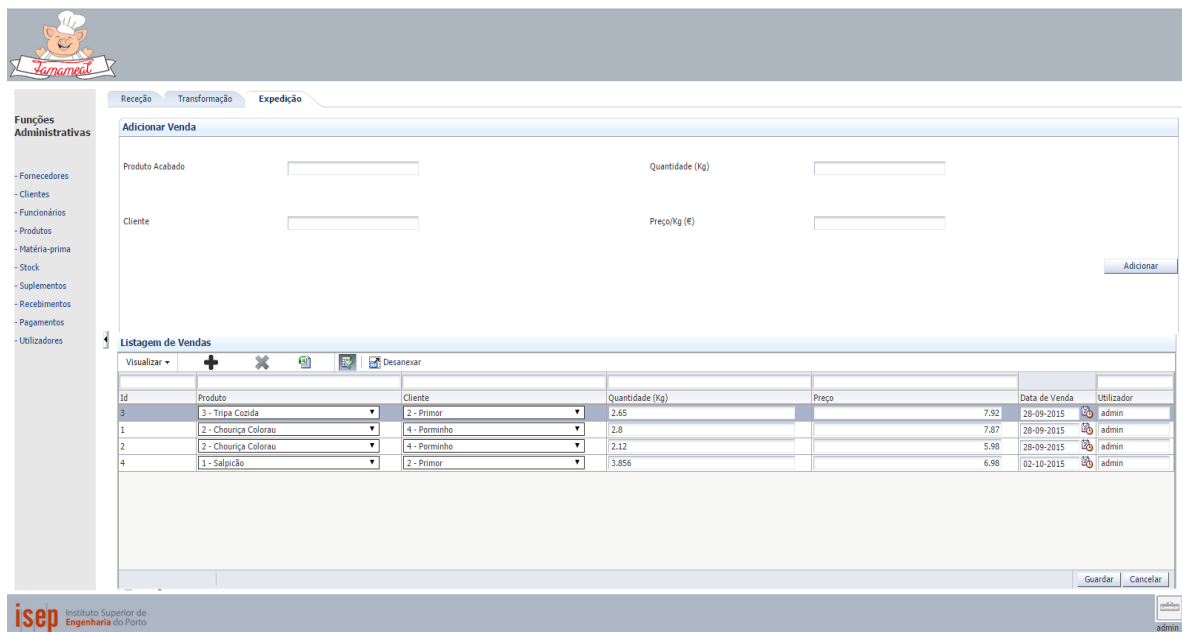 Famameat
Receção Transformação Expedição
Funções
Administrativas
- Fornecedores
- Clientes
- Funcionários
- Produtos
- Matéria-prima
- Stock
- Suplementos
- Recebimentos
- Pagamentos
- Utilizadores
Adicionar Venda
Produto Acabado Quantidade (Kg)
Cliente Preço/Kg (€)
Adicionar
Listagem de Vendas
Visualizar Desanexar
Id Produto Cliente Quantidade (Kg) Preço Data de Venda Utilizador
3 3 - Tripa Cozida 2 - Primor 2.65 7.92 28-09-2015 admin
1 2 - Chouriça Colorau 4 - Porminho 2.8 7.87 28-09-2015 admin
2 2 - Chouriça Colorau 4 - Porminho 2.12 5.98 28-09-2015 admin
4 1 - Salpicão 2 - Primor 3.856 6.98 02-10-2015 admin
Guardar Cancelar
isep Instituto Superior de
Engenharia do Porto
admin